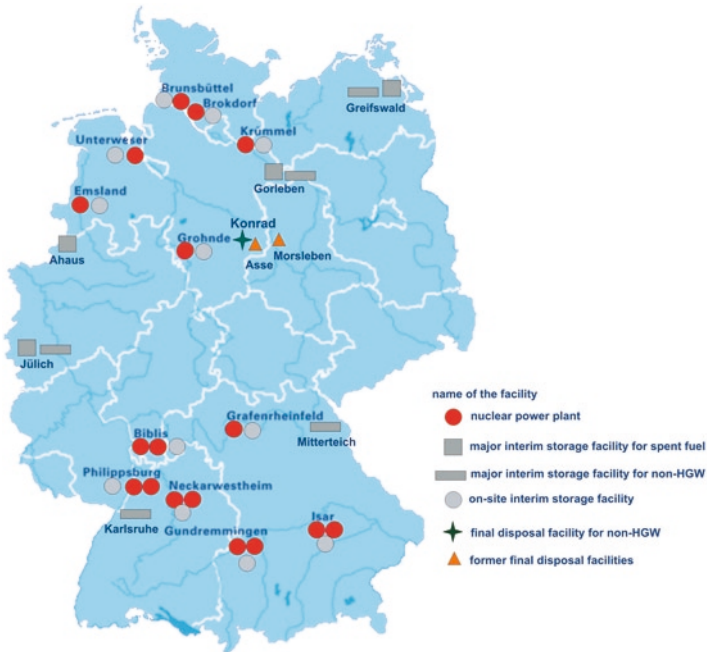 Brunsbüttel
Brokdorf
Greifswald
Unterweser
Krümmel
Gorleben
Emsland
Konrad
Grohnde
Morsleben
Ahaus
Asse
Jülich
name of the facility
nuclear power plant
Grafenrheinfeld
Mitterteich
Biblis
major interim storage facility for spent fuel
Philippsburg
major interim storage facility for non-HGW
Neckarwestheim
on-site interim storage facility
Karlsruhe
Isar
Gundremmingen
final disposal facility for non-HGW
former final disposal facilities